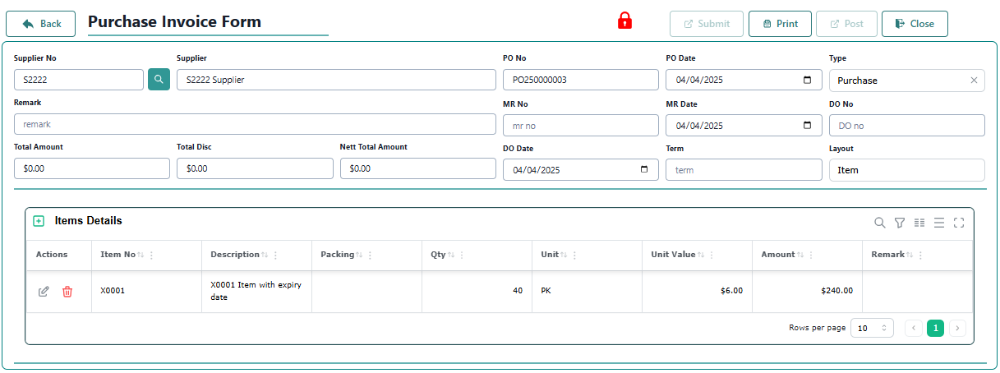 Back
Purchase Invoice Form
Submit
Print
Post
Close
Supplier No
Supplier
PO No
PO Date
Type
S2222
S2222 Supplier
PO250000003
04/04/2025
Purchase
Remark
MR No
MR Date
DO No
remark
mr no
04/04/2025
DO no
Total Amount
Total Disc
Nett Total Amount
DO Date
Term
Layout
$0.00
$0.00
$0.00
04/04/2025
term
Item
Items Details
Actions
Item No
Description
Packing
Qty
Unit
Unit Value
Amount
Remark
X0001
X0001 Item with expiry
date
40
PK
$6.00
$240.00
Rows per page
10
1